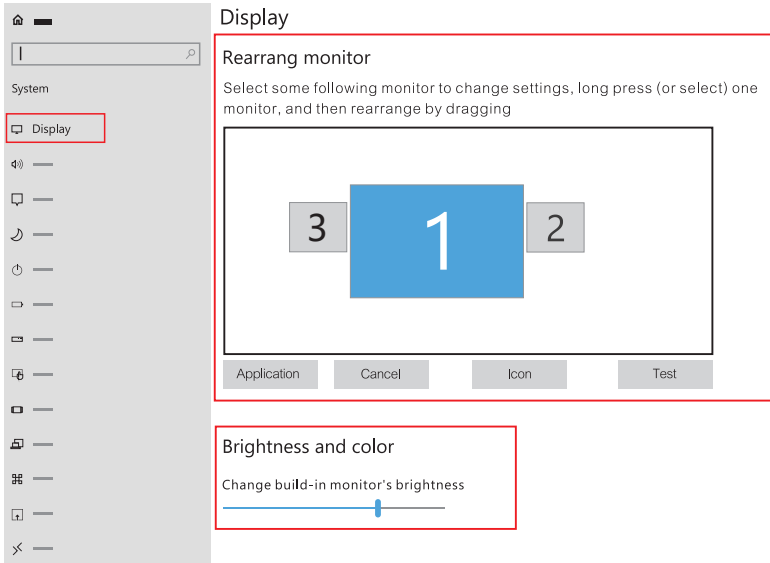 Display
System
Display
Rearrang monitor
Select some following monitor to change settings, long press (or select) one
monitor, and then rearrange by dragging
3
1
2
Application
Cancel
Icon
Test
Brightness and color
Change build-in monitor's brightness